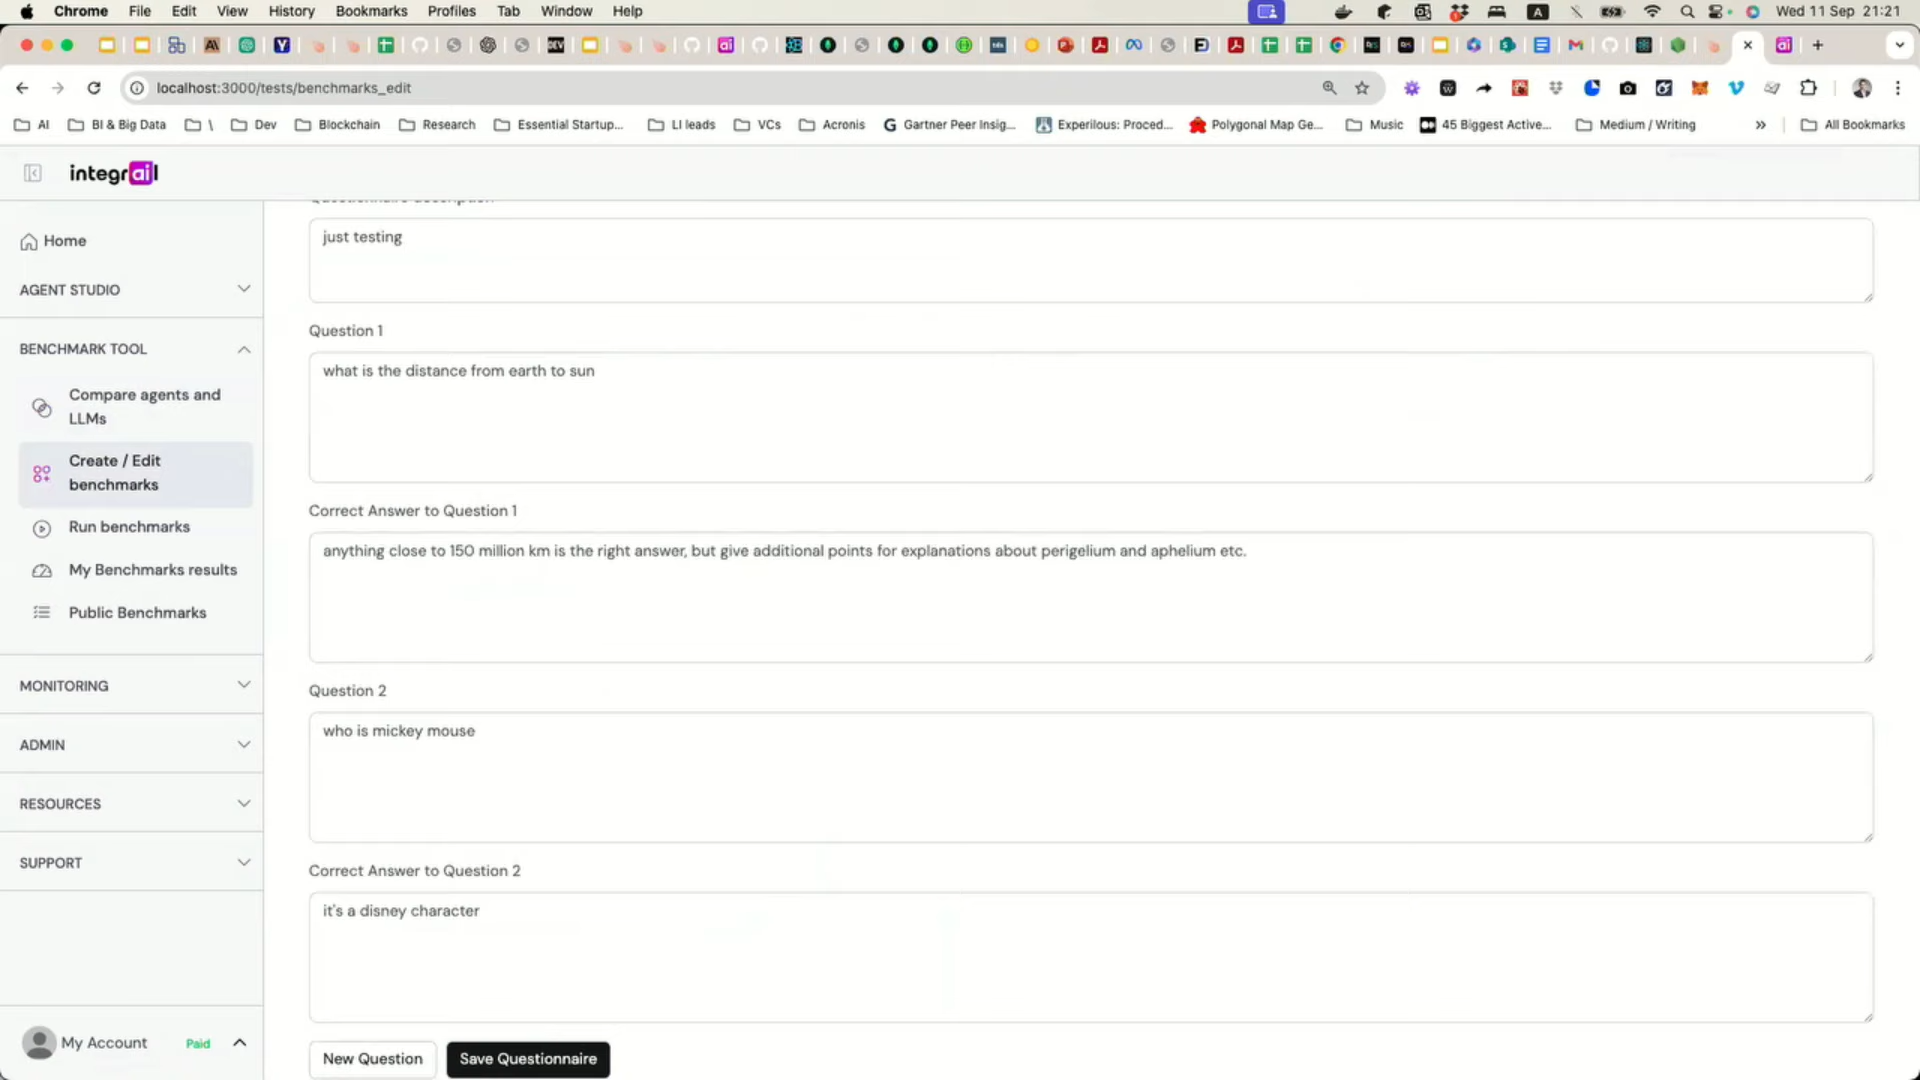 Chrome File Edit View History Bookmarks Profiles Tab Window Help
A
Wed 11 Sep 21:21
localhost:3000/tests/benchmarks_edit
AI
BI & Big Data
\
Dev
Blockchain
Research
Essential Startup...
LI leads
VCs
Acronis
Gartner Peer Insig...
Experilous: Proced...
Polygonal Map Ge...
Music
45 Biggest Active...
Medium / Writing
»
All Bookmarks
integrail
Home
AGENT STUDIO
BENCHMARK TOOL
Compare agents and
LLMs
Create / Edit
benchmarks
Run benchmarks
My Benchmarks results
Public Benchmarks
MONITORING
ADMIN
RESOURCES
SUPPORT
My Account
Paid
Questionnaire description
just testing
Question 1
what is the distance from earth to sun
Correct Answer to Question 1
anything close to 150 million km is the right answer, but give additional points for explanations about perigelium and aphelium etc.
Question 2
who is mickey mouse
Correct Answer to Question 2
it's a disney character
New Question
Save Questionnaire